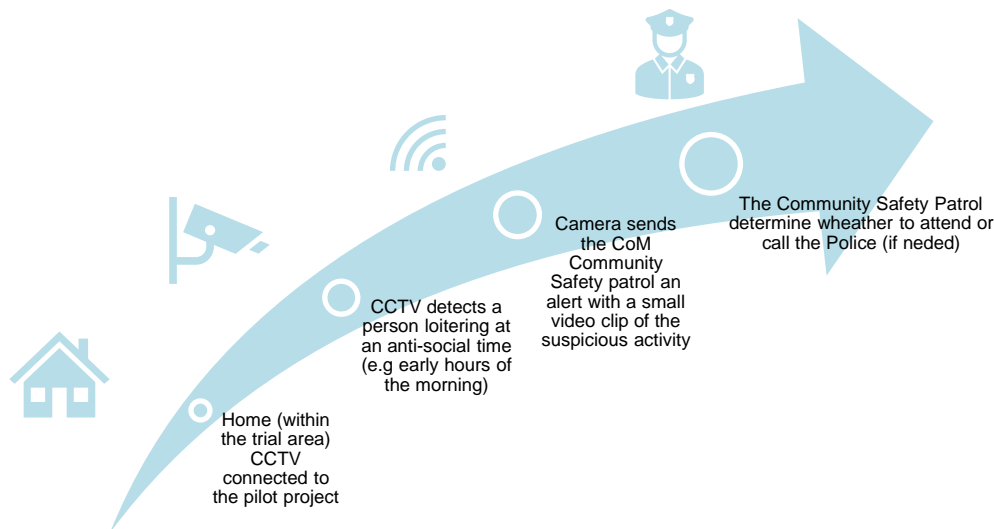 Home (within
the trial area)
CCTV
connected to
the pilot project
CCTV detects a
person loitering at
an anti-social time
(e.g early hours of
the morning)
Camera sends
the CoM
Community
Safety patrol an
alert with a small
video clip of the
suspicious activity
The Community Safety Patrol
determine wheather to attend or
call the Police (if neded)